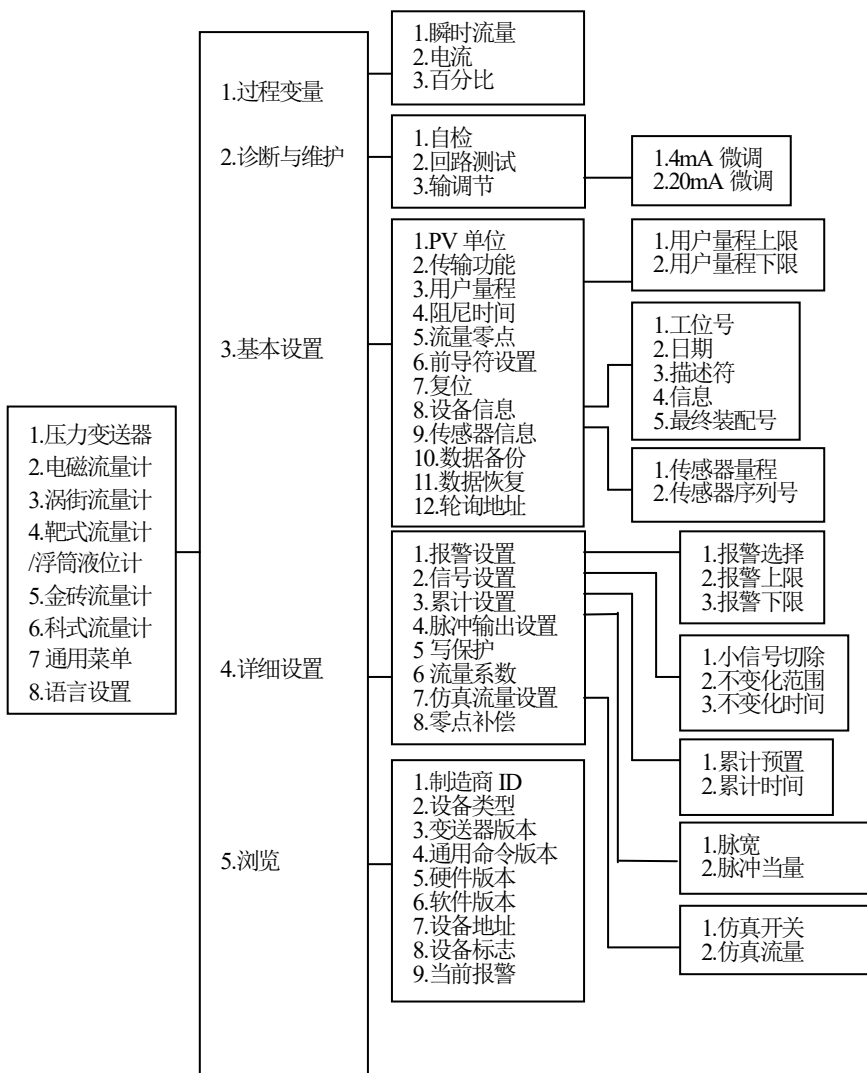 1.压力变送器
2.电磁流量计
3.涡街流量计
4.靶式流量计
/浮筒液位计
5.金砖流量计
6.科式流量计
7 通用菜单
8.语言设置
1.过程变量
2.诊断与维护
3.基本设置
4.详细设置
5.浏览
1.瞬时流量
2.电流
3.百分比
1.自检
2.回路测试
3.输调节
1.4mA 微调
2.20mA 微调
1.PV 单位
2.传输功能
3.用户量程
4.阻尼时间
5.流量零点
6.前导符设置
7.复位
8.设备信息
9.传感器信息
10.数据备份
11.数据恢复
12.轮询地址
1.用户量程上限
2.用户量程下限
1.工位号
2.日期
3.描述符
4.信息
5.最终装配号
1.传感器量程
2.传感器序列号
1.报警设置
2.信号设置
3.累计设置
4.脉冲输出设置
5 写保护
6 流量系数
7.仿真流量设置
8.零点补偿
1.报警选择
2.报警上限
3.报警下限
1.小信号切除
2.不变化范围
3.不变化时间
1.累计预置
2.累计时间
1.脉宽
2.脉冲当量
1.仿真开关
2.仿真流量
1.制造商 ID
2.设备类型
3.变送器版本
4.通用命令版本
5.硬件版本
6.软件版本
7.设备地址
8.设备标志
9.当前报警